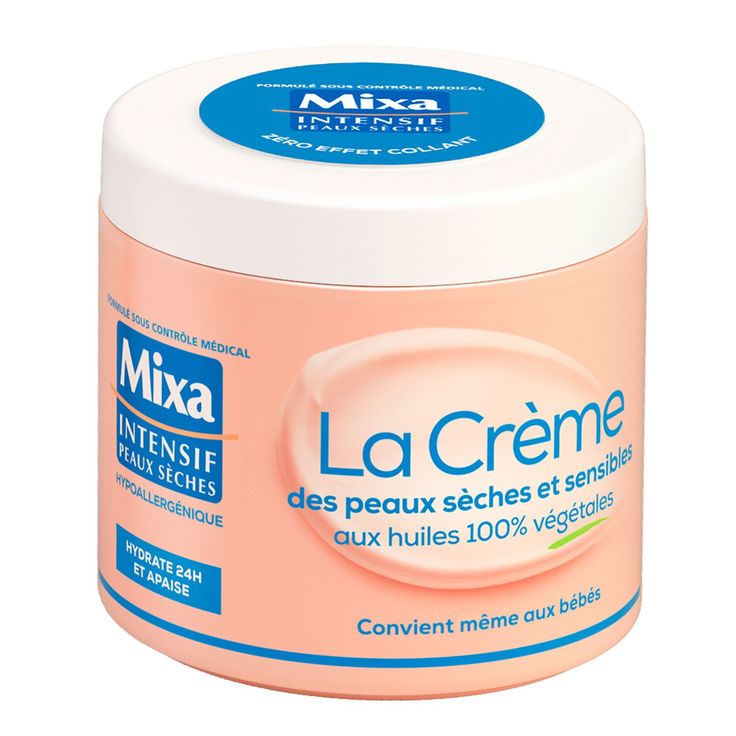 FORMULÉ SOUS CONTRÔLE MÉDICAL
Mixa
INTENSIF
PEAUX SÈCHES
ZÉRO EFFET COLLANT
FORMULÉ SOUS CONTRÔLE MÉDICAL
Mixa
INTENSIF
PEAUX SÈCHES
HYPOALLERGÉNIQUE
HYDRATE 24H
ET APAISE
La Crème
des peaux sèches et sensibles
aux huiles 100% végétales
Convient même aux bébés